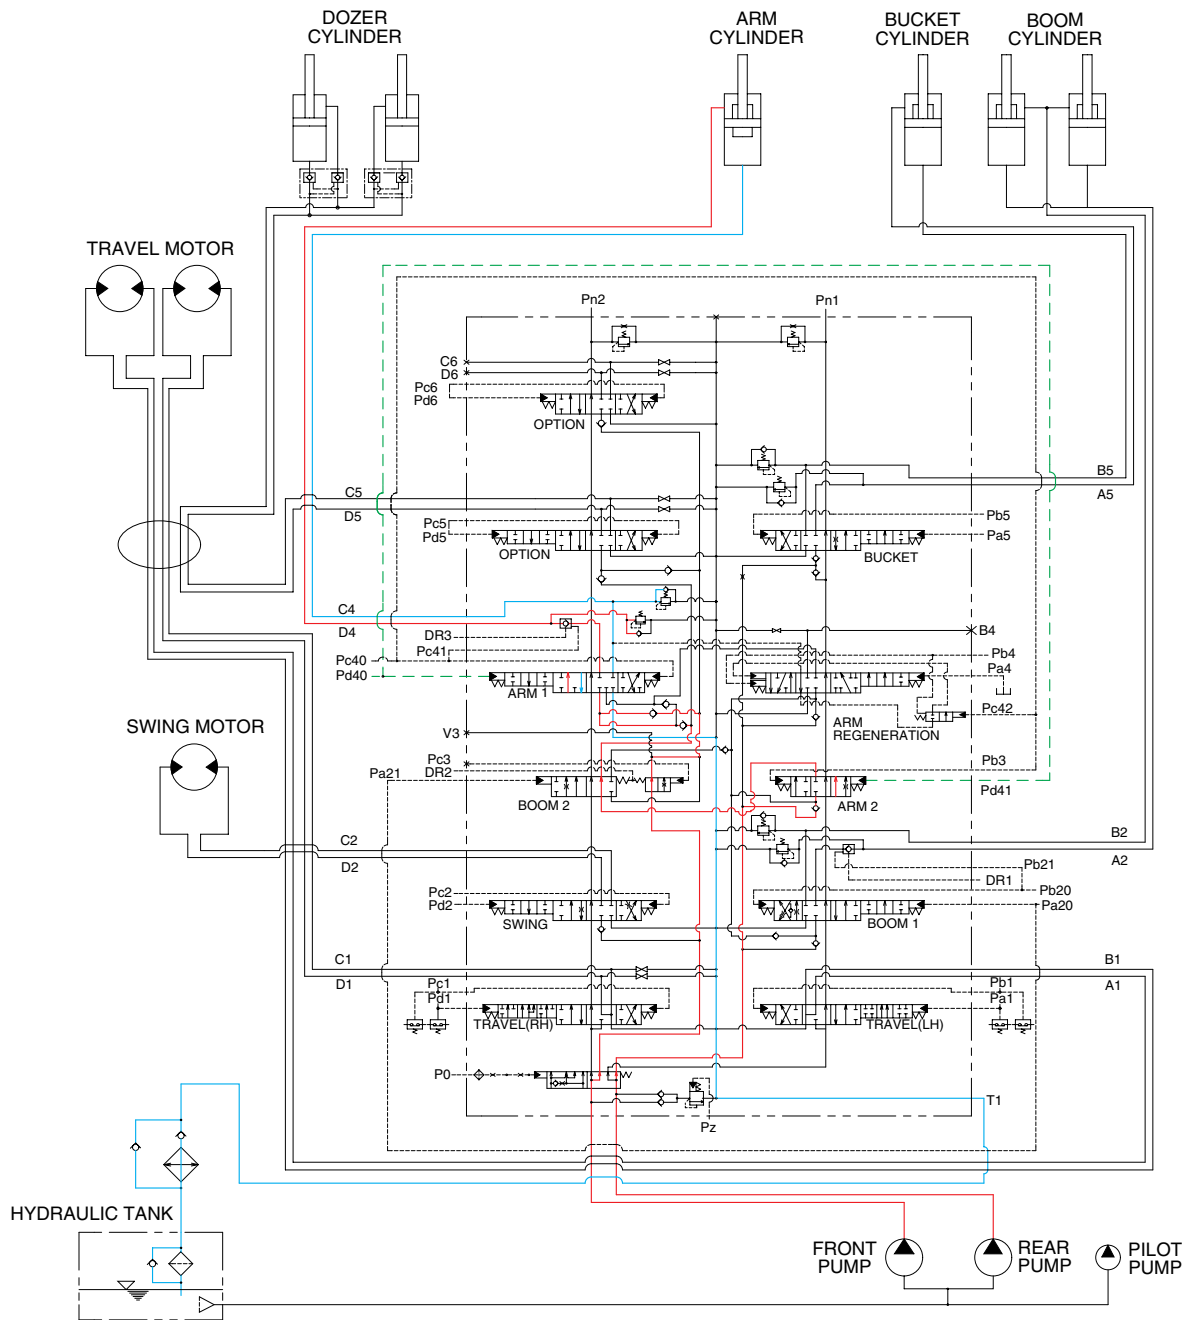 DOZER
CYLINDER
ARM
CYLINDER
BUCKET
CYLINDER
BOOM
CYLINDER
TRAVEL MOTOR
Pn2
Pn1
C6
D6
Pc6
Pd6
OPTION
B5
A5
C5
D5
Pc5
Pd5
OPTION
Pb5
Pa5
BUCKET
C4
D4
DR3
Pc41
Pc40
Pd40
ARM 1
B4
Pb4
Pa4
Pc42
ARM
REGENERATION
SWING MOTOR
V3
Pc3
DR2
Pa21
BOOM 2
Pb3
Pd41
ARM 2
B2
A2
C2
D2
Pb21
DR1
Pc2
Pd2
SWING
Pb20
Pa20
BOOM 1
C1
D1
Pc1
Pd1
TRAVEL(RH)
B1
A1
Pb1
Pa1
TRAVEL(LH)
P0
Pz
T1
HYDRAULIC TANK
FRONT
PUMP
REAR
PUMP
PILOT
PUMP